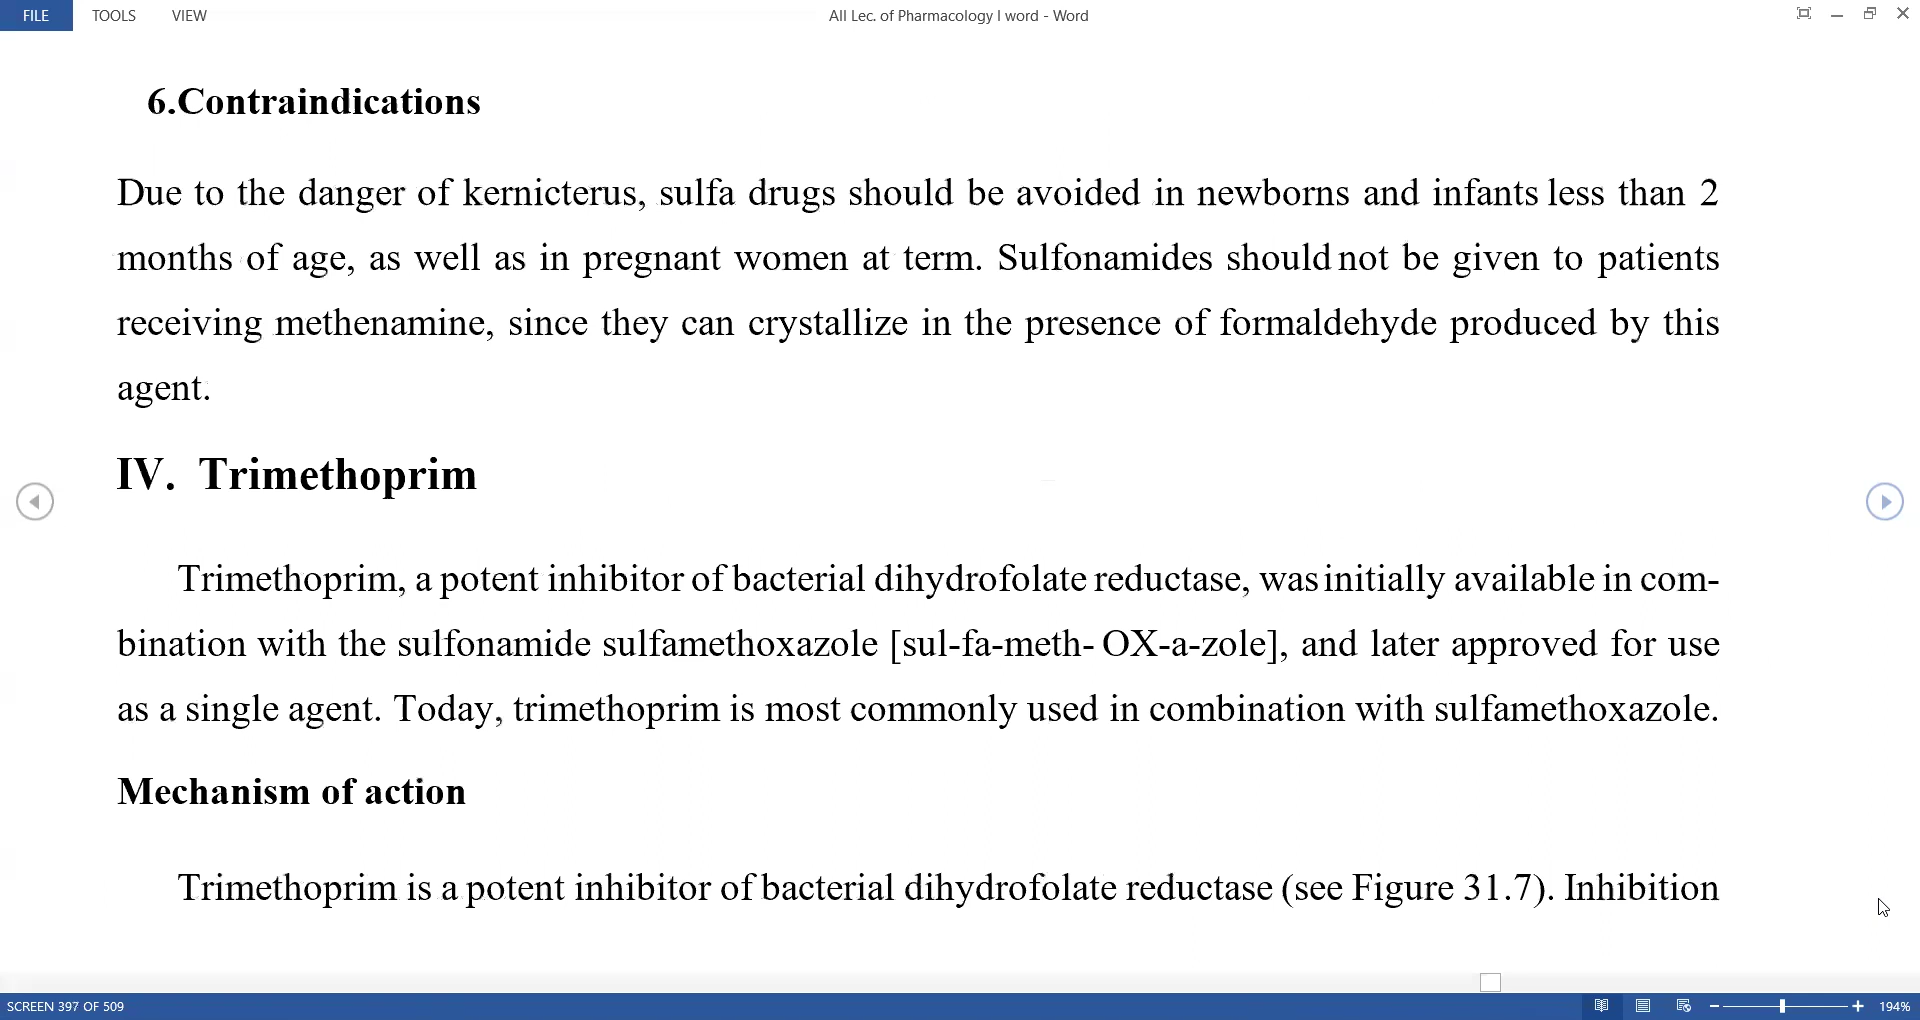 FILE TOOLS VIEW All Lec. of Pharmacology I word - Word
6.Contraindications
Due to the danger of kernicterus, sulfa drugs should be avoided in newborns and infants less than 2
months of age, as well as in pregnant women at term. Sulfonamides should not be given to patients
receiving methenamine, since they can crystallize in the presence of formaldehyde produced by this
agent.
IV. Trimethoprim
Trimethoprim, a potent inhibitor of bacterial dihydrofolate reductase, was initially available in com-
bination with the sulfonamide sulfamethoxazole [sul-fa-meth- OX-a-zole], and later approved for use
as a single agent. Today, trimethoprim is most commonly used in combination with sulfamethoxazole.
Mechanism of action
Trimethoprim is a potent inhibitor of bacterial dihydrofolate reductase (see Figure 31.7). Inhibition
SCREEN 397 OF 509 194%